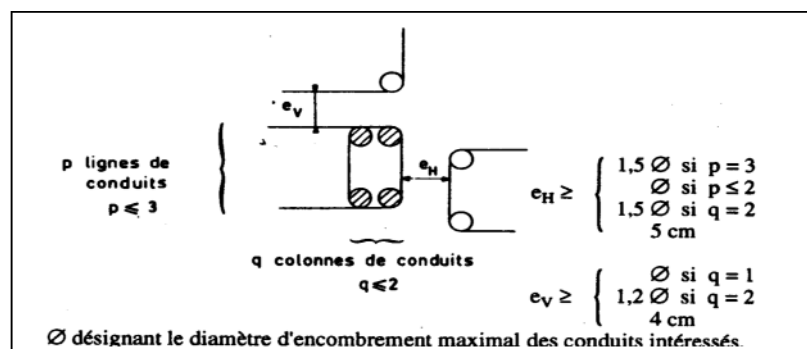 e_V
p lignes de
conduits
p ⩽ 3
e_H
q colonnes de conduits
q⩽2
e_H ≥ { 1,5 Ø si p = 3
Ø si p ≤ 2
1,5 Ø si q = 2
5 cm
e_V ≥ { Ø si q = 1
1,2 Ø si q = 2
4 cm
Ø désignant le diamètre d'encombrement maximal des conduits intéressés.